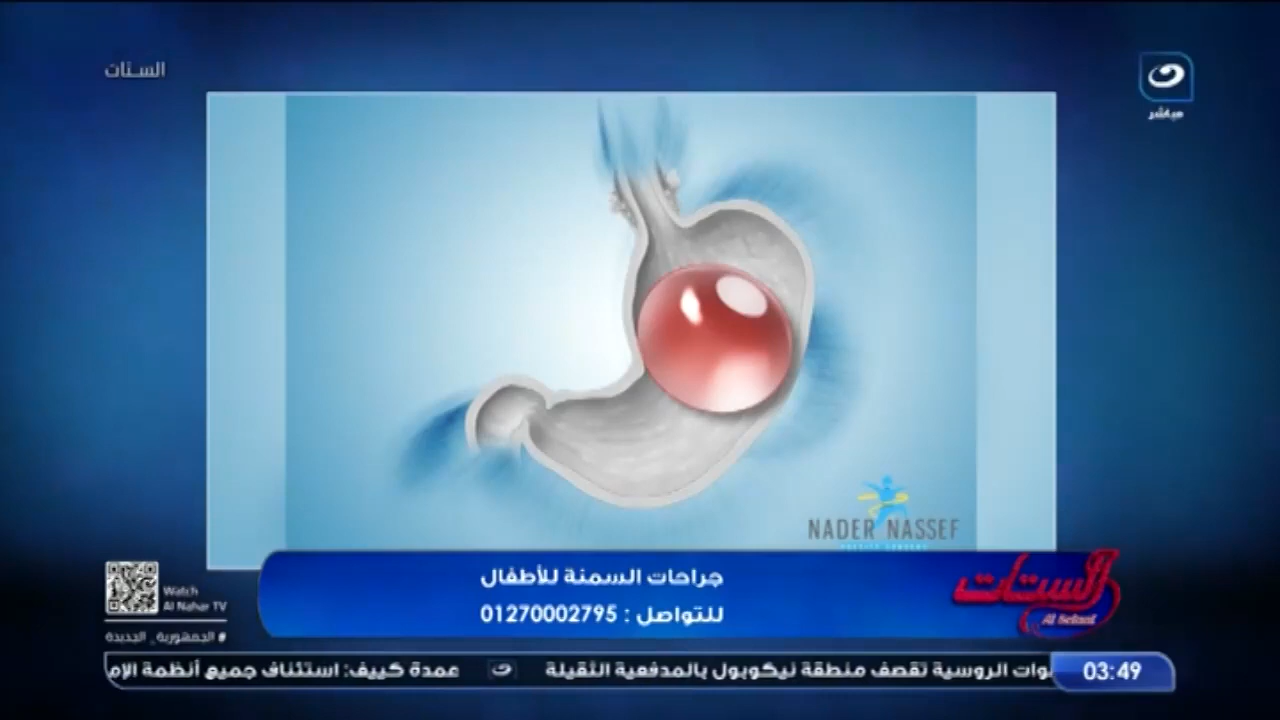 الستات
مباشر
NADER NASSEF
جراحات السمنة للأطفال
للتواصل : 01270002795
الستات
Al Setaat
Watch
Al Nahar TV
# الجمهورية_الجديدة
03:49
وات الروسية تقصف منطقة نيكوبول بالمدفعية الثقيلة
عمدة كييف: استئناف جميع أنظمة الإم